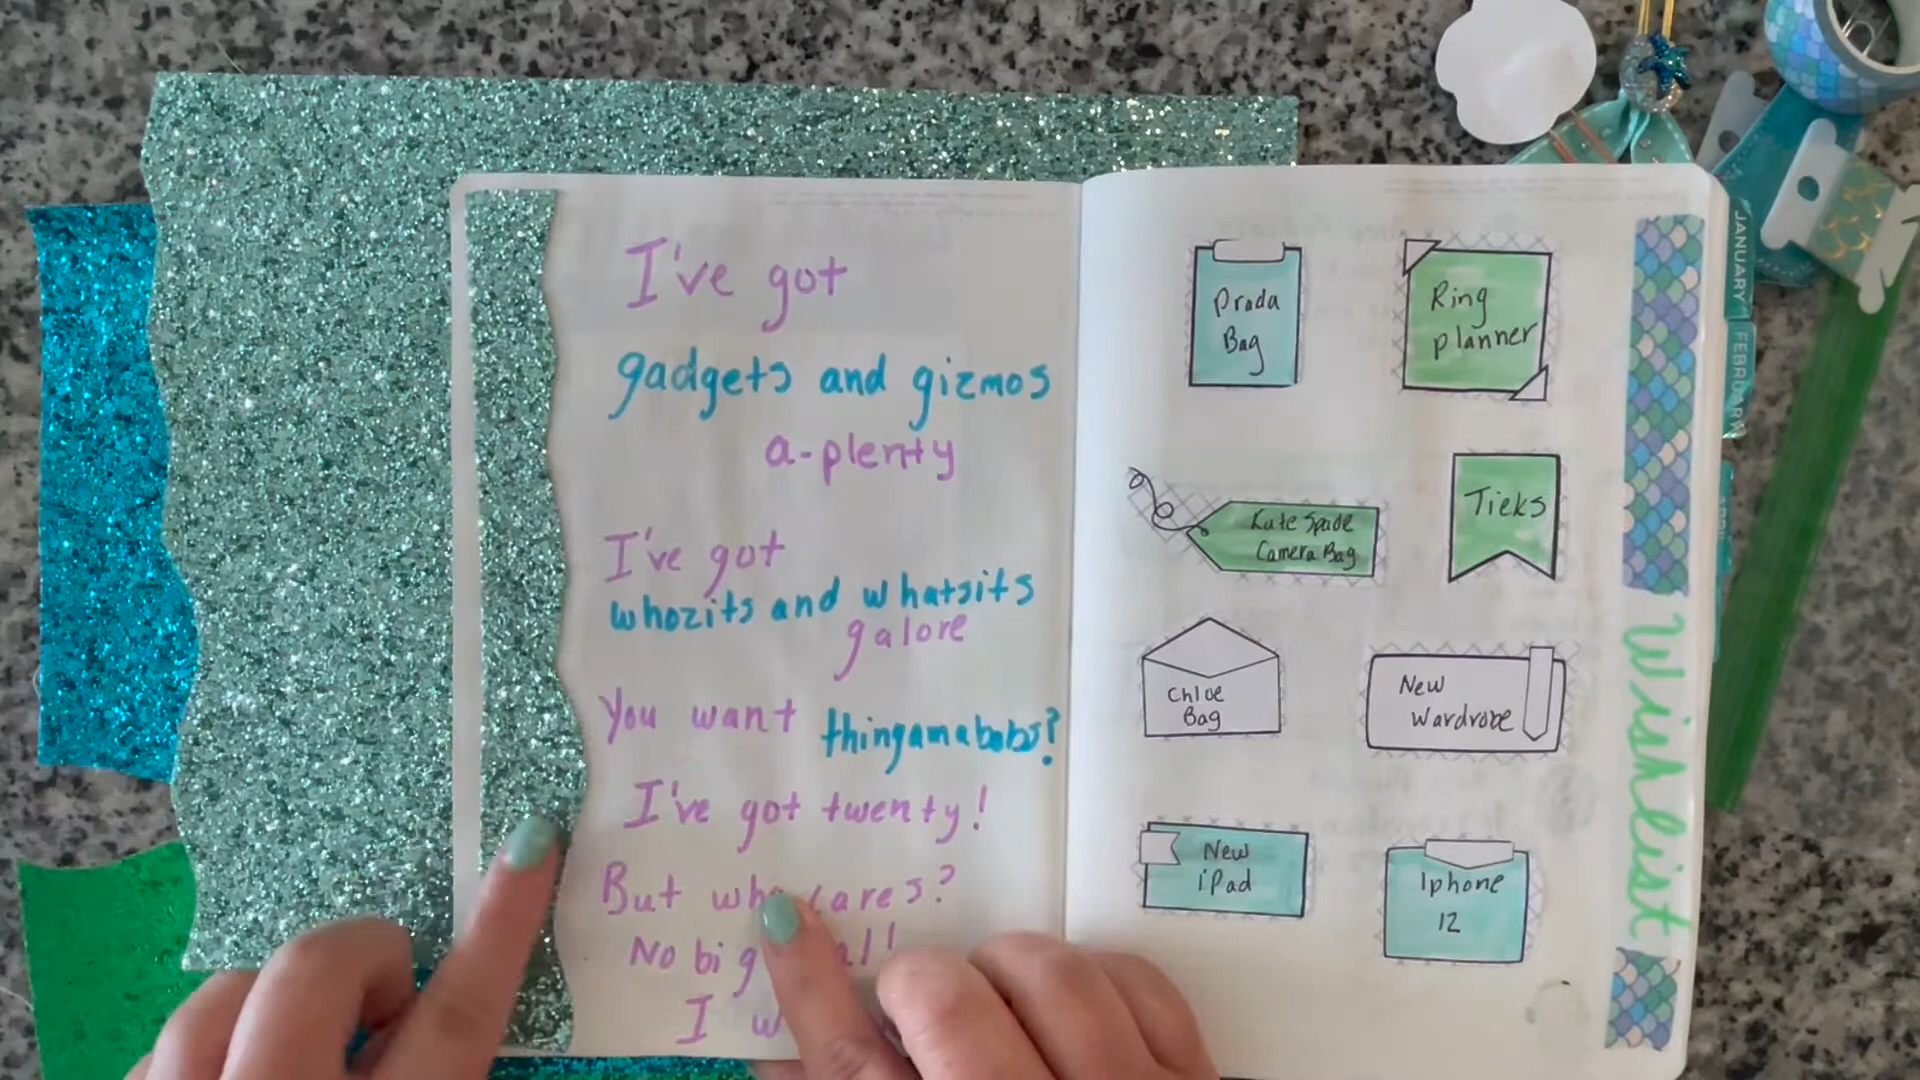 I've got
gadgets and gizmos
a-plenty
I've got
whozits and whatsits
galore
You want thingamabobs?
I've got twenty!
But who cares?
No big
I
Prada
Bag
Ring
planner
Kate Spade
Camera Bag
Tieks
Chloe
Bag
New
Wardrobe
New
iPad
Iphone
12
Wishlist
JANUARY
FEBRUARY